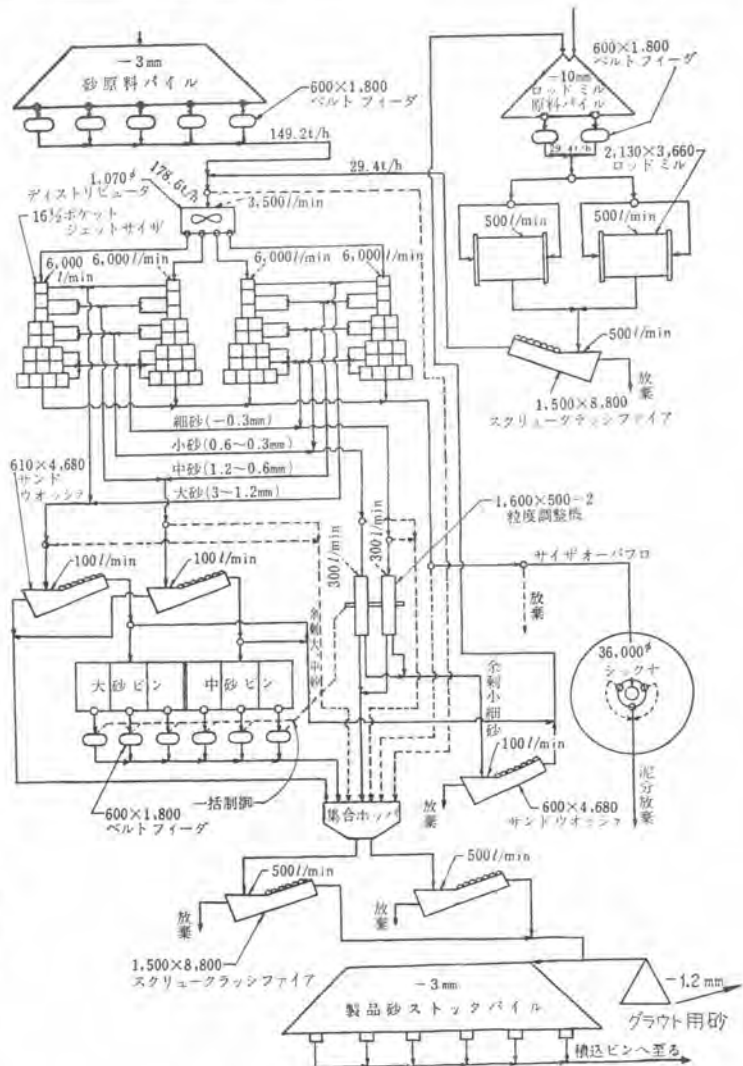 -3mm
砂原料パイル
600×1.800
ベルトフィーダ
149.2t/h
29.4t/h
178.6t/h
1,070φ
ディストリビュータ
3,500l/min
16½ポケット
ジェットサイザ
6,000
l/min
6,000l/min
6,000l/min
6,000l/min
-10mm
ロッドミル
原料パイル
600×1.800
ベルトフィーダ
29.4t/h
2,130×3,660
ロッドミル
500l/min
500l/min
500l/min
放棄
1,500×8,800
スクリュークラッシファイア
細砂(-0.3mm)
小砂(0.6~0.3mm)
中砂(1.2~0.6mm)
大砂(3~1.2mm)
610×4,680
サンド
ウオッシャ
100l/min
100l/min
300l/min
300l/min
1,600×500-2
粒度調整機
サイザオーバフロ
放棄
36,000φ
シックナ
泥分放棄
大砂ビン
中砂ビン
余剰小細砂
600×1,800
ベルトフィーダ
一括制御
集合ホッパ
100l/min
放棄
600×4,680
サンドウオッシャ
500l/min
500l/min
放棄
放棄
1,500×8,800
スクリュークラッシファイア
-3mm
製品砂ストックパイル
-1.2mm
グラウト用砂
積込ビンへ至る